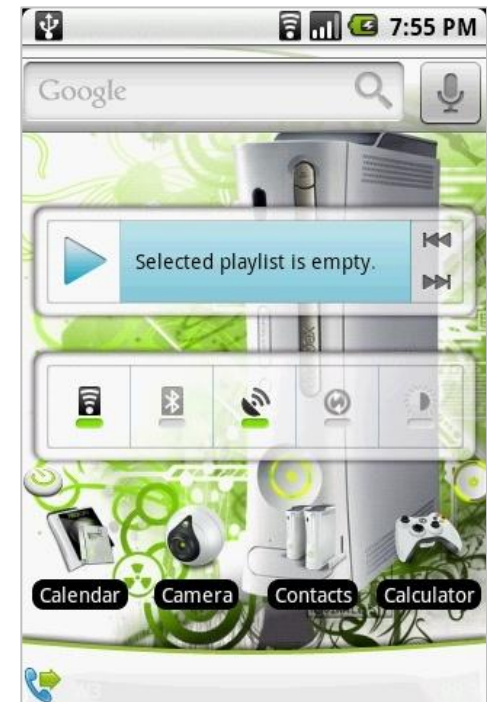 7:55 PM
Google
Selected playlist is empty.
Calendar
Camera
Contacts
Calculator